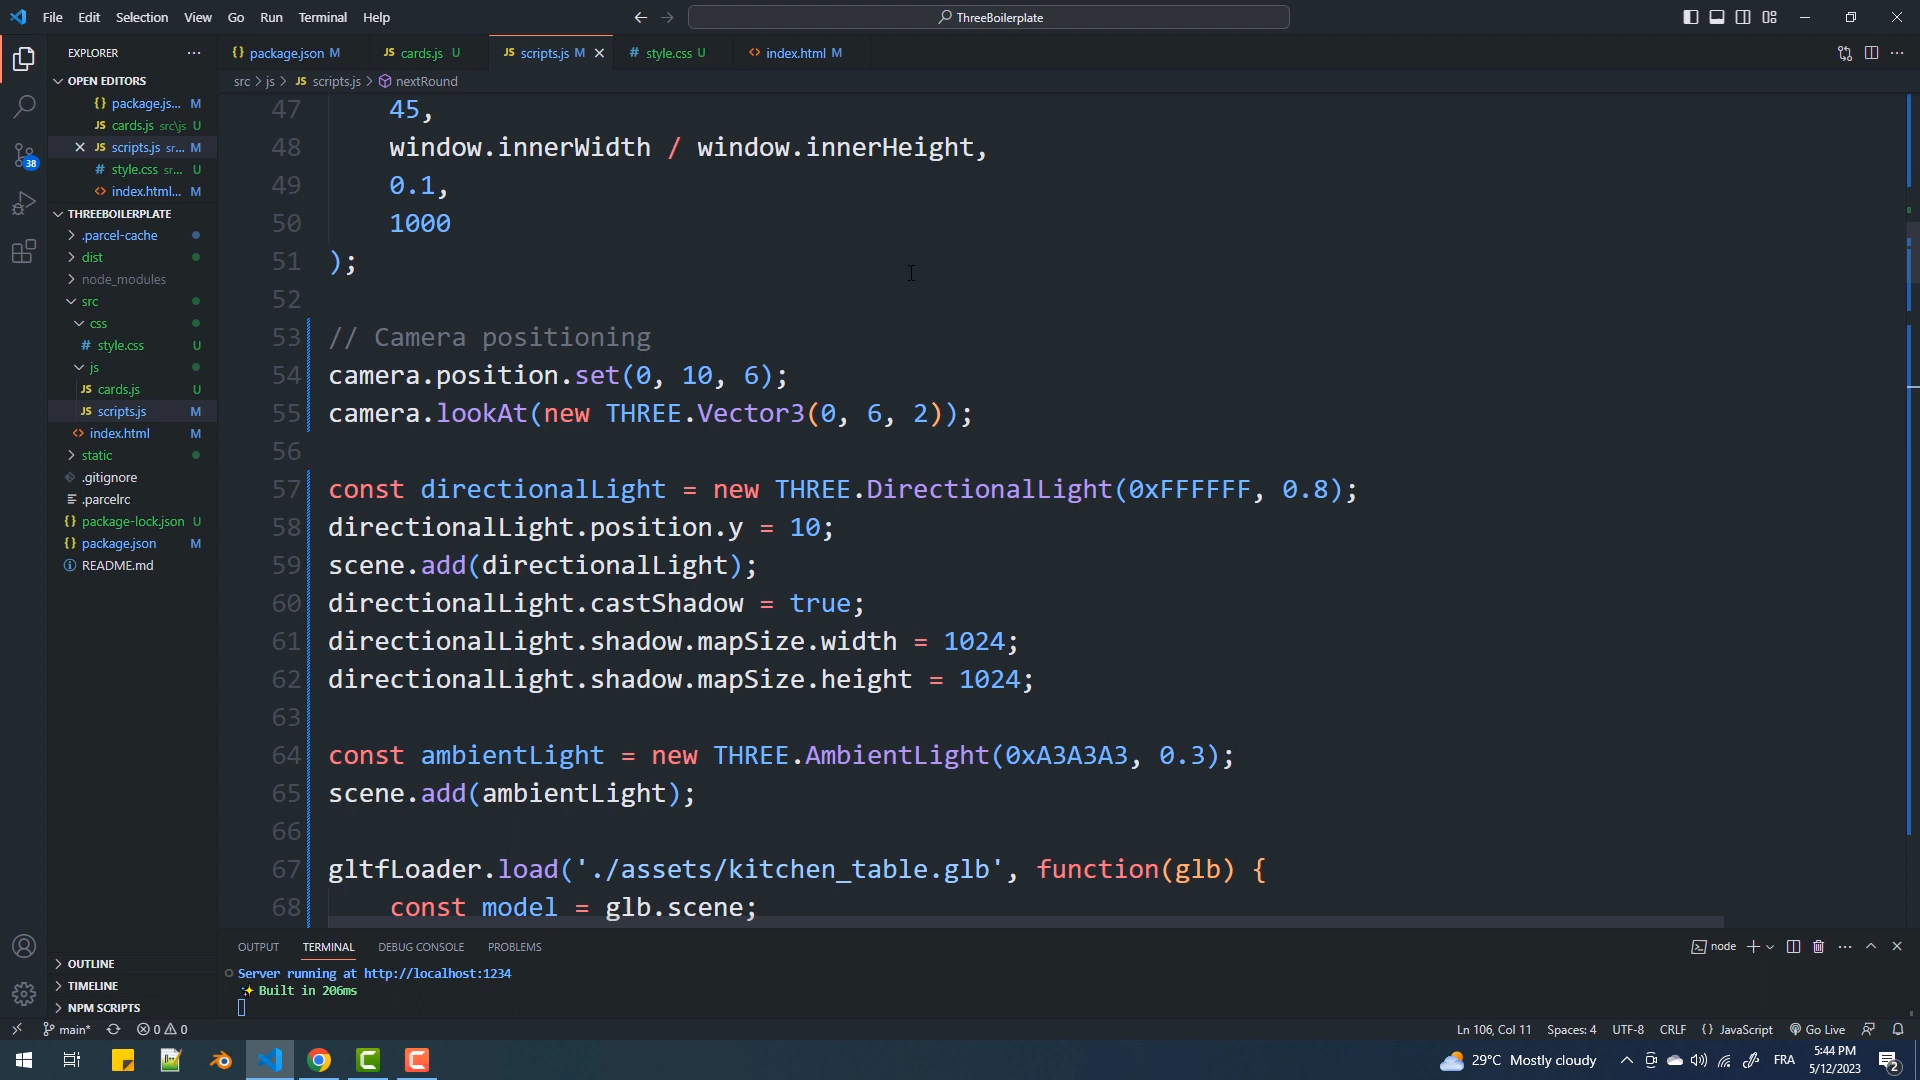 File Edit Selection View Go Run Terminal Help
ThreeBoilerplate
EXPLORER
OPEN EDITORS
package.js... M
cards.js src\js U
scripts.js sr... M
style.css sr... U
index.html... M
THREEBOILERPLATE
.parcel-cache
dist
node_modules
src
css
style.css U
js
cards.js U
scripts.js M
index.html M
static
.gitignore
.parcelrc
package-lock.json U
package.json M
README.md
OUTLINE
TIMELINE
NPM SCRIPTS
38
package.json M
cards.js U
scripts.js M
style.css U
index.html M
src > js > JS scripts.js > nextRound
47 45,
48 window.innerWidth / window.innerHeight,
49 0.1,
50 1000
51 );
52
53 // Camera positioning
54 camera.position.set(0, 10, 6);
55 camera.lookAt(new THREE.Vector3(0, 6, 2));
56
57 const directionalLight = new THREE.DirectionalLight(0xFFFFFF, 0.8);
58 directionalLight.position.y = 10;
59 scene.add(directionalLight);
60 directionalLight.castShadow = true;
61 directionalLight.shadow.mapSize.width = 1024;
62 directionalLight.shadow.mapSize.height = 1024;
63
64 const ambientLight = new THREE.AmbientLight(0xA3A3A3, 0.3);
65 scene.add(ambientLight);
66
67 gltfLoader.load('./assets/kitchen_table.glb', function(glb) {
68 const model = glb.scene;
OUTPUT TERMINAL DEBUG CONSOLE PROBLEMS
node
Server running at http://localhost:1234
Built in 206ms
main* 0 0
Ln 106, Col 11 Spaces: 4 UTF-8 CRLF {} JavaScript Go Live
29°C Mostly cloudy
FRA
5:44 PM
5/12/2023
2